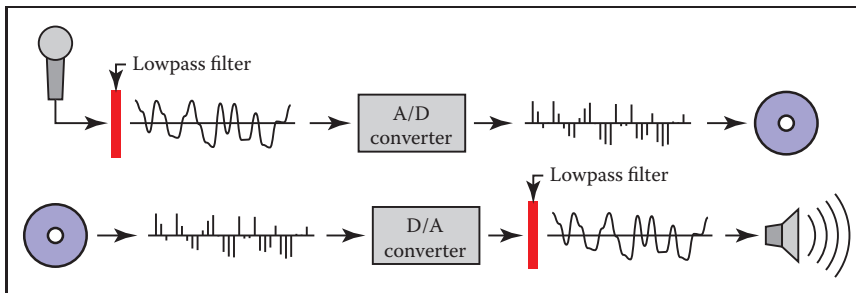 Lowpass filter
A/D
converter
Lowpass filter
D/A
converter